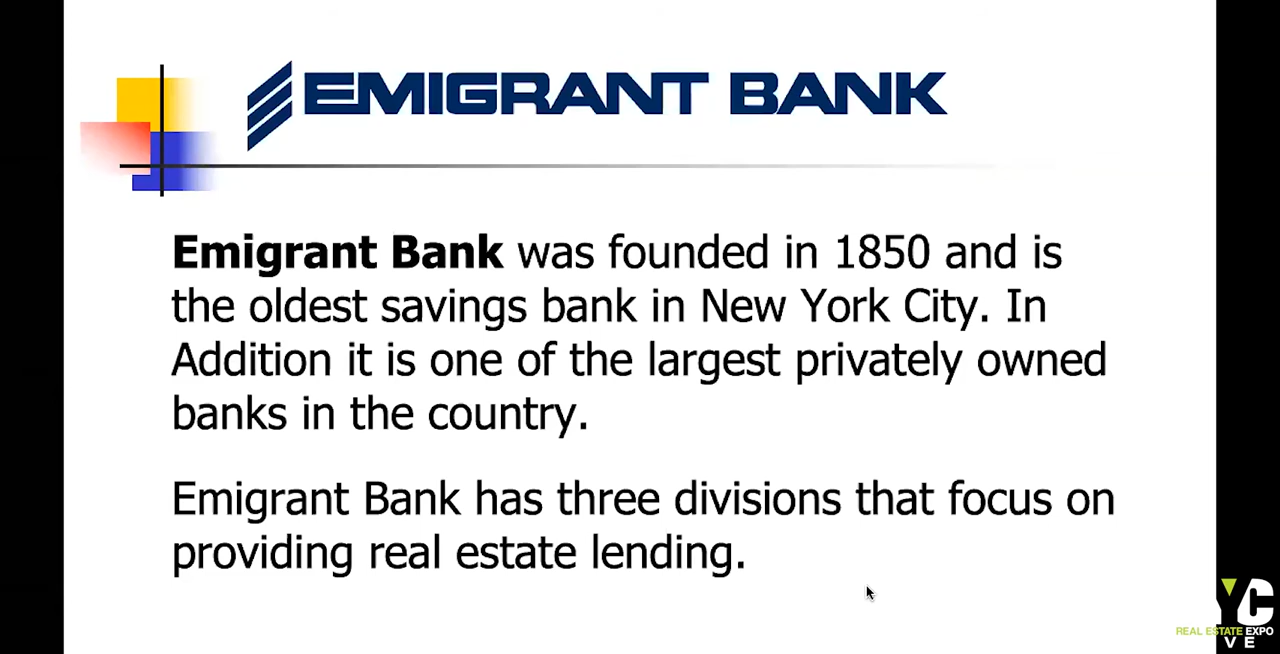 EMIGRANT BANK
Emigrant Bank was founded in 1850 and is
the oldest savings bank in New York City. In
Addition it is one of the largest privately owned
banks in the country.
Emigrant Bank has three divisions that focus on
providing real estate lending.
YC
REAL ESTATE EXPO
VE